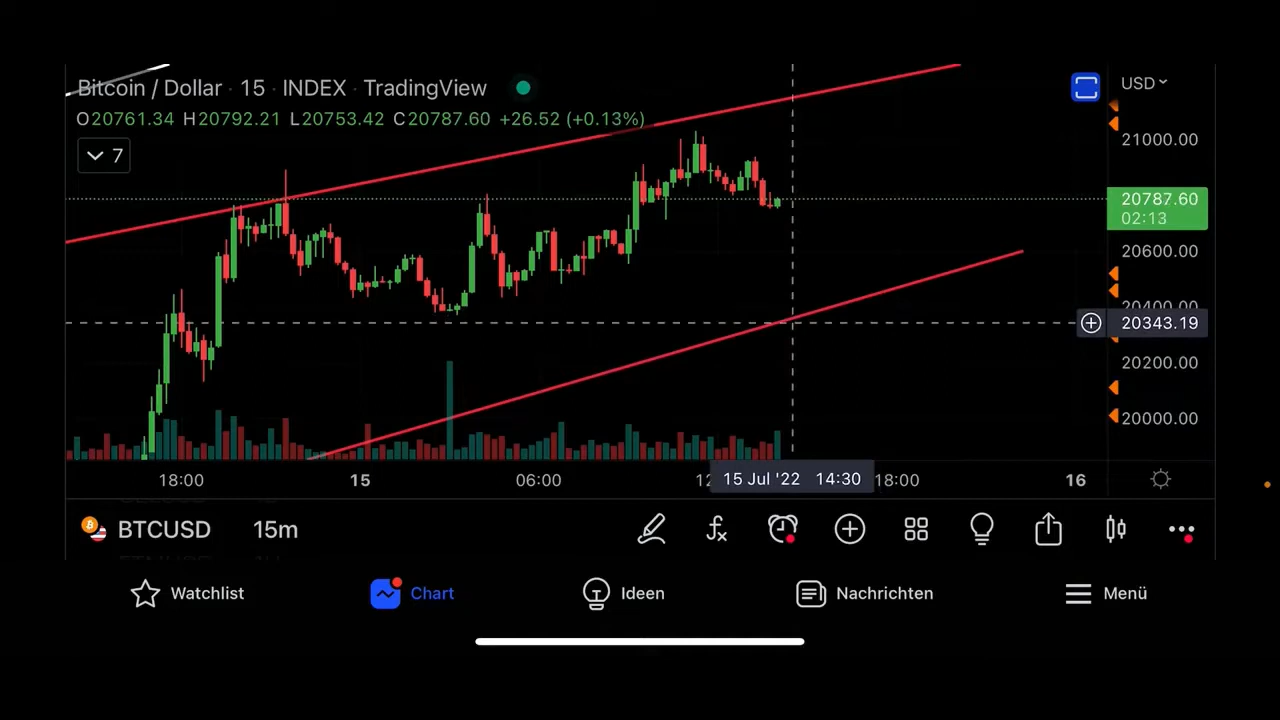 Bitcoin / Dollar · 15 · INDEX · TradingView
USD
O20761.34 H20792.21 L20753.42 C20787.60 +26.52 (+0.13%)
7
21000.00
20787.60
02:13
20600.00
20400.00
20343.19
20200.00
20000.00
18:00 15 06:00 15 Jul '22 14:30 18:00 16
BTCUSD 15m
Watchlist Chart Ideen Nachrichten Menü